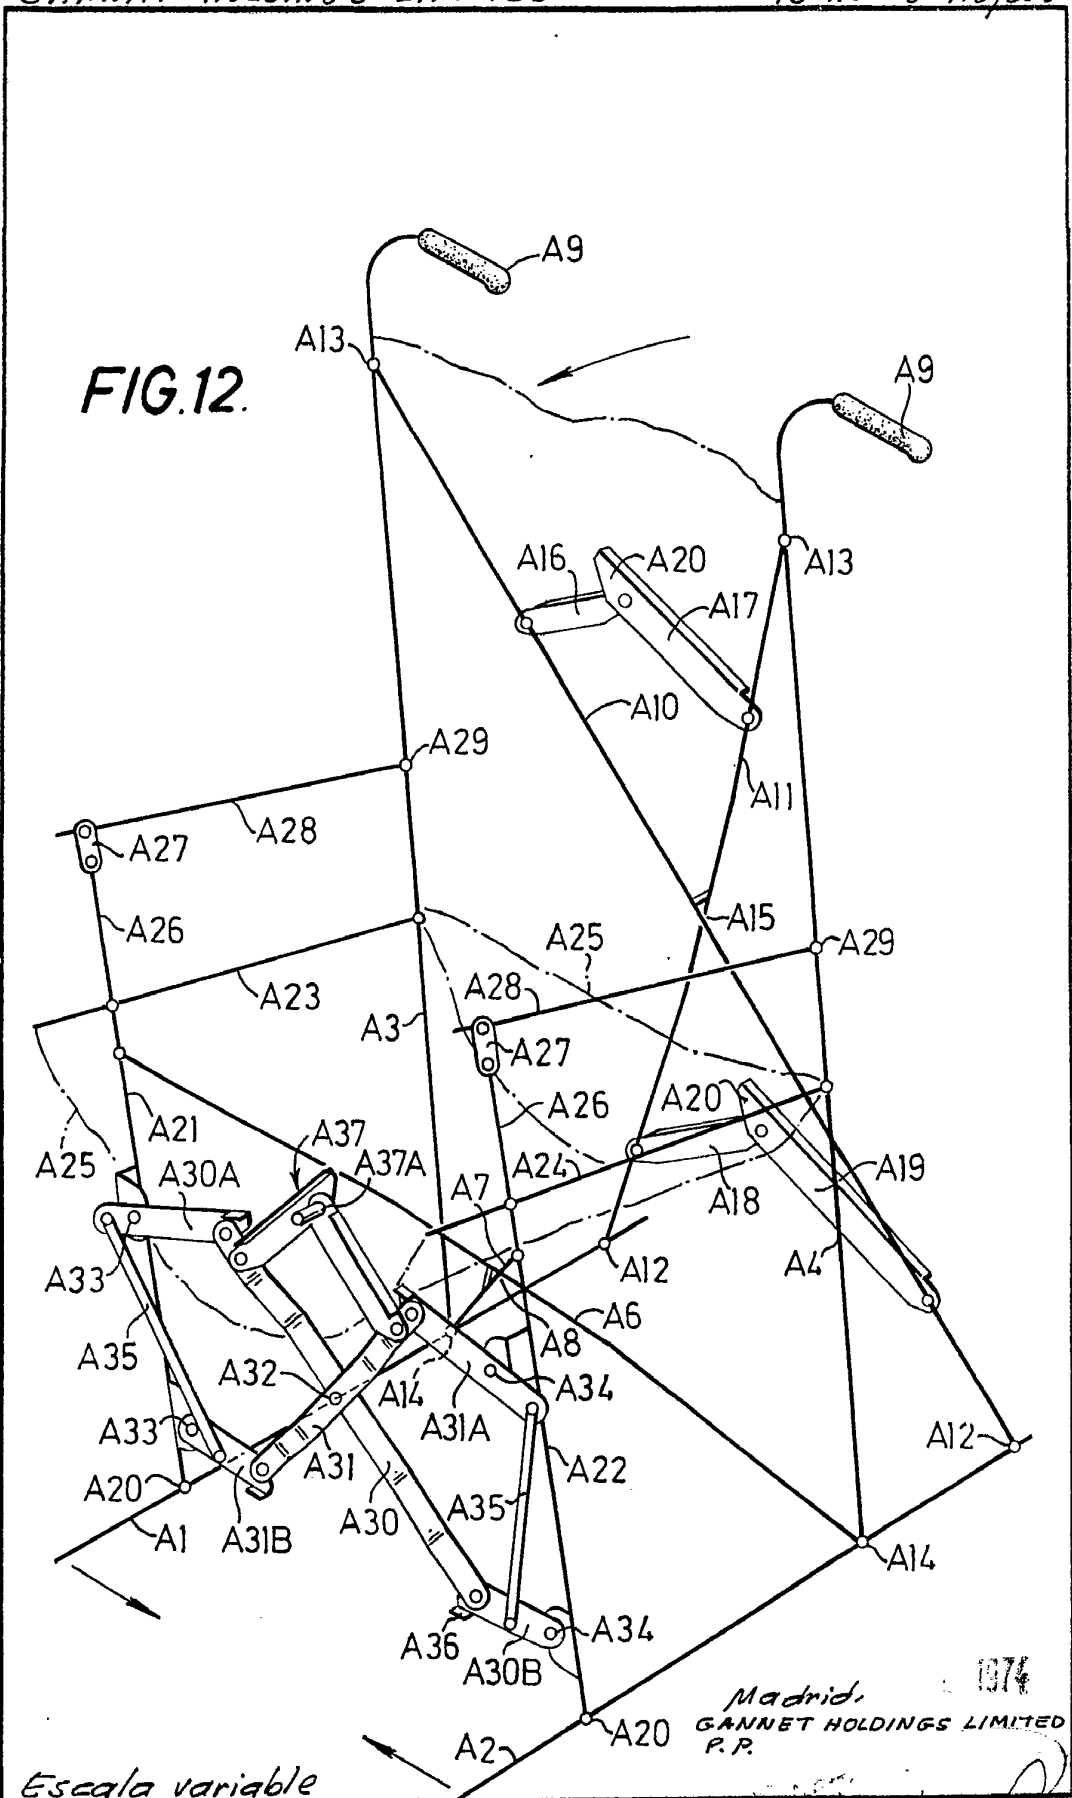 GANNET HOLDINGS LIMITED
A9
A13
FIG.12.
A9
A13
A16
A20
A17
A10
A29
A11
A28
A27
A15
A26
A25
A29
A23
A28
A3
A27
A20
A26
A21
A37
A25
A30A
A37A
A7
A24
A19
A18
A33
A12
A4
A6
A35
A8
A32
A14
A34
A33
A31A
A12
A31
A22
A20
A35
A30
A1
A31B
A14
A36
A34
A30B
1974
Madrid,
A20
GANNET HOLDINGS LIMITED
A2
P.P.
Escala variable